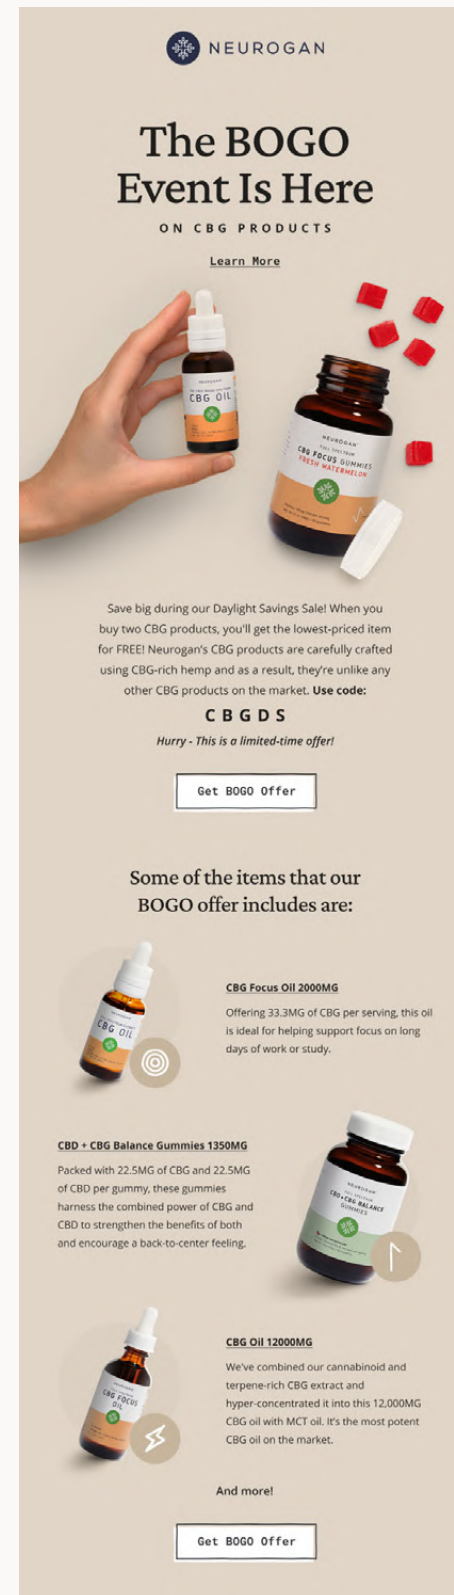 NEUROGAN
The BOGO
Event Is Here
ON CBG PRODUCTS
Learn More
CBG OIL
NEUROGAN
FULL SPECTRUM
CBG FOCUS GUMMIES
FRESH WATERMELON
Save big during our Daylight Savings Sale! When you
buy two CBG products, you'll get the lowest-priced item
for FREE! Neurogan's CBG products are carefully crafted
using CBG-rich hemp and as a result, they're unlike any
other CBG products on the market. Use code:
CBGDS
Hurry - This is a limited-time offer!
Get BOGO Offer
Some of the items that our
BOGO offer includes are:
CBG OIL
CBG Focus Oil 2000MG
Offering 33.3MG of CBG per serving, this oil
is ideal for helping support focus on long
days of work or study.
CBD + CBG Balance Gummies 1350MG
Packed with 22.5MG of CBG and 22.5MG
of CBD per gummy, these gummies
harness the combined power of CBG and
CBD to strengthen the benefits of both
and encourage a back-to-center feeling.
NEUROGAN
FULL SPECTRUM
CBD+CBG BALANCE
GUMMIES
CBG FOCUS
OIL
CBG Oil 12000MG
We've combined our cannabinoid and
terpene-rich CBG extract and
hyper-concentrated it into this 12,000MG
CBG oil with MCT oil. It's the most potent
CBG oil on the market.
And more!
Get BOGO Offer